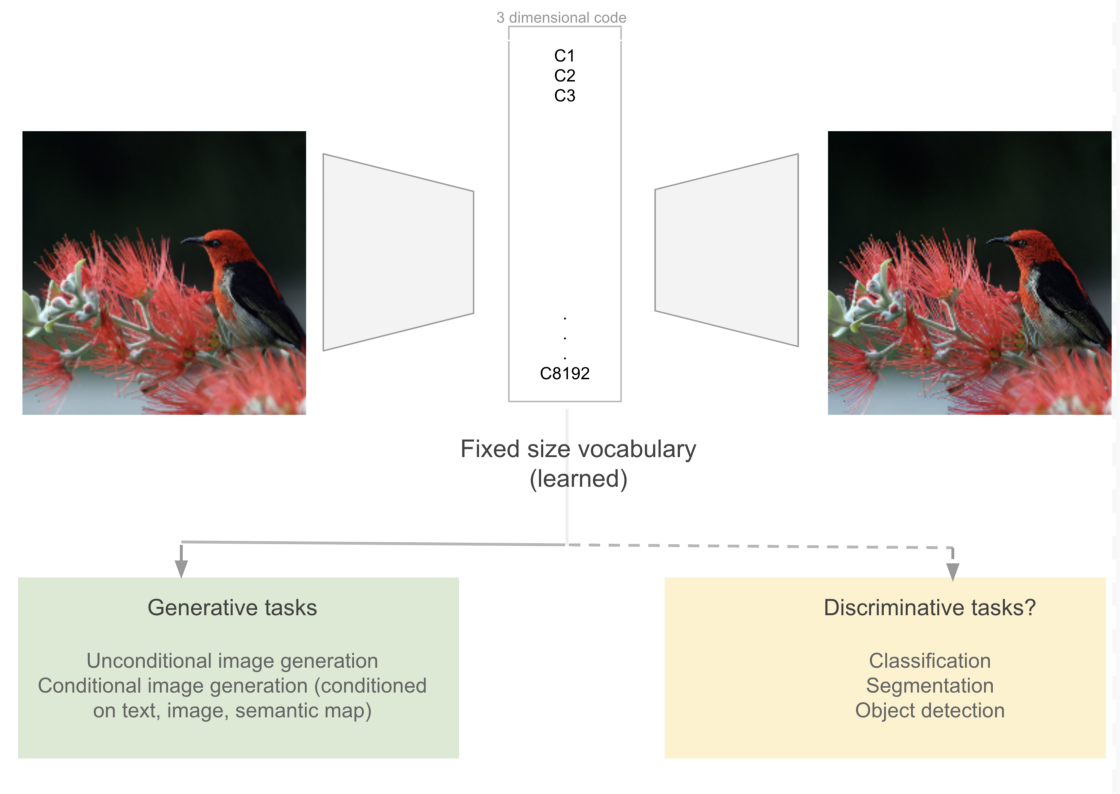 3 dimensional code
C1
C2
C3
.
.
.
C8192
Fixed size vocabulary
(learned)
Generative tasks
Unconditional image generation
Conditional image generation (conditioned
on text, image, semantic map)
Discriminative tasks?
Classification
Segmentation
Object detection